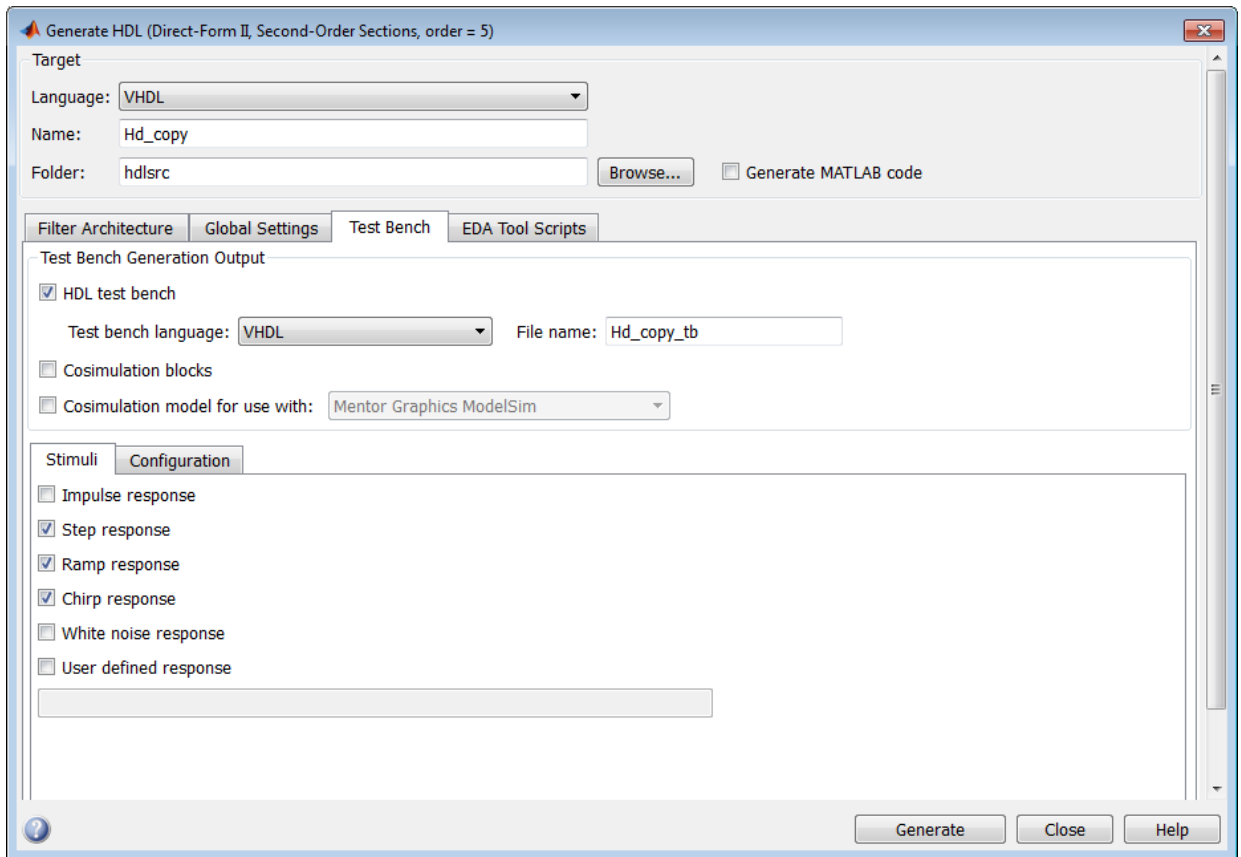 Generate HDL (Direct-Form II, Second-Order Sections, order = 5)
Target
Language: VHDL
Name: Hd_copy
Folder: hdlsrc Browse... Generate MATLAB code
Filter Architecture Global Settings Test Bench EDA Tool Scripts
Test Bench Generation Output
HDL test bench
Test bench language: VHDL File name: Hd_copy_tb
Cosimulation blocks
Cosimulation model for use with: Mentor Graphics ModelSim
Stimuli Configuration
Impulse response
Step response
Ramp response
Chirp response
White noise response
User defined response
? Generate Close Help